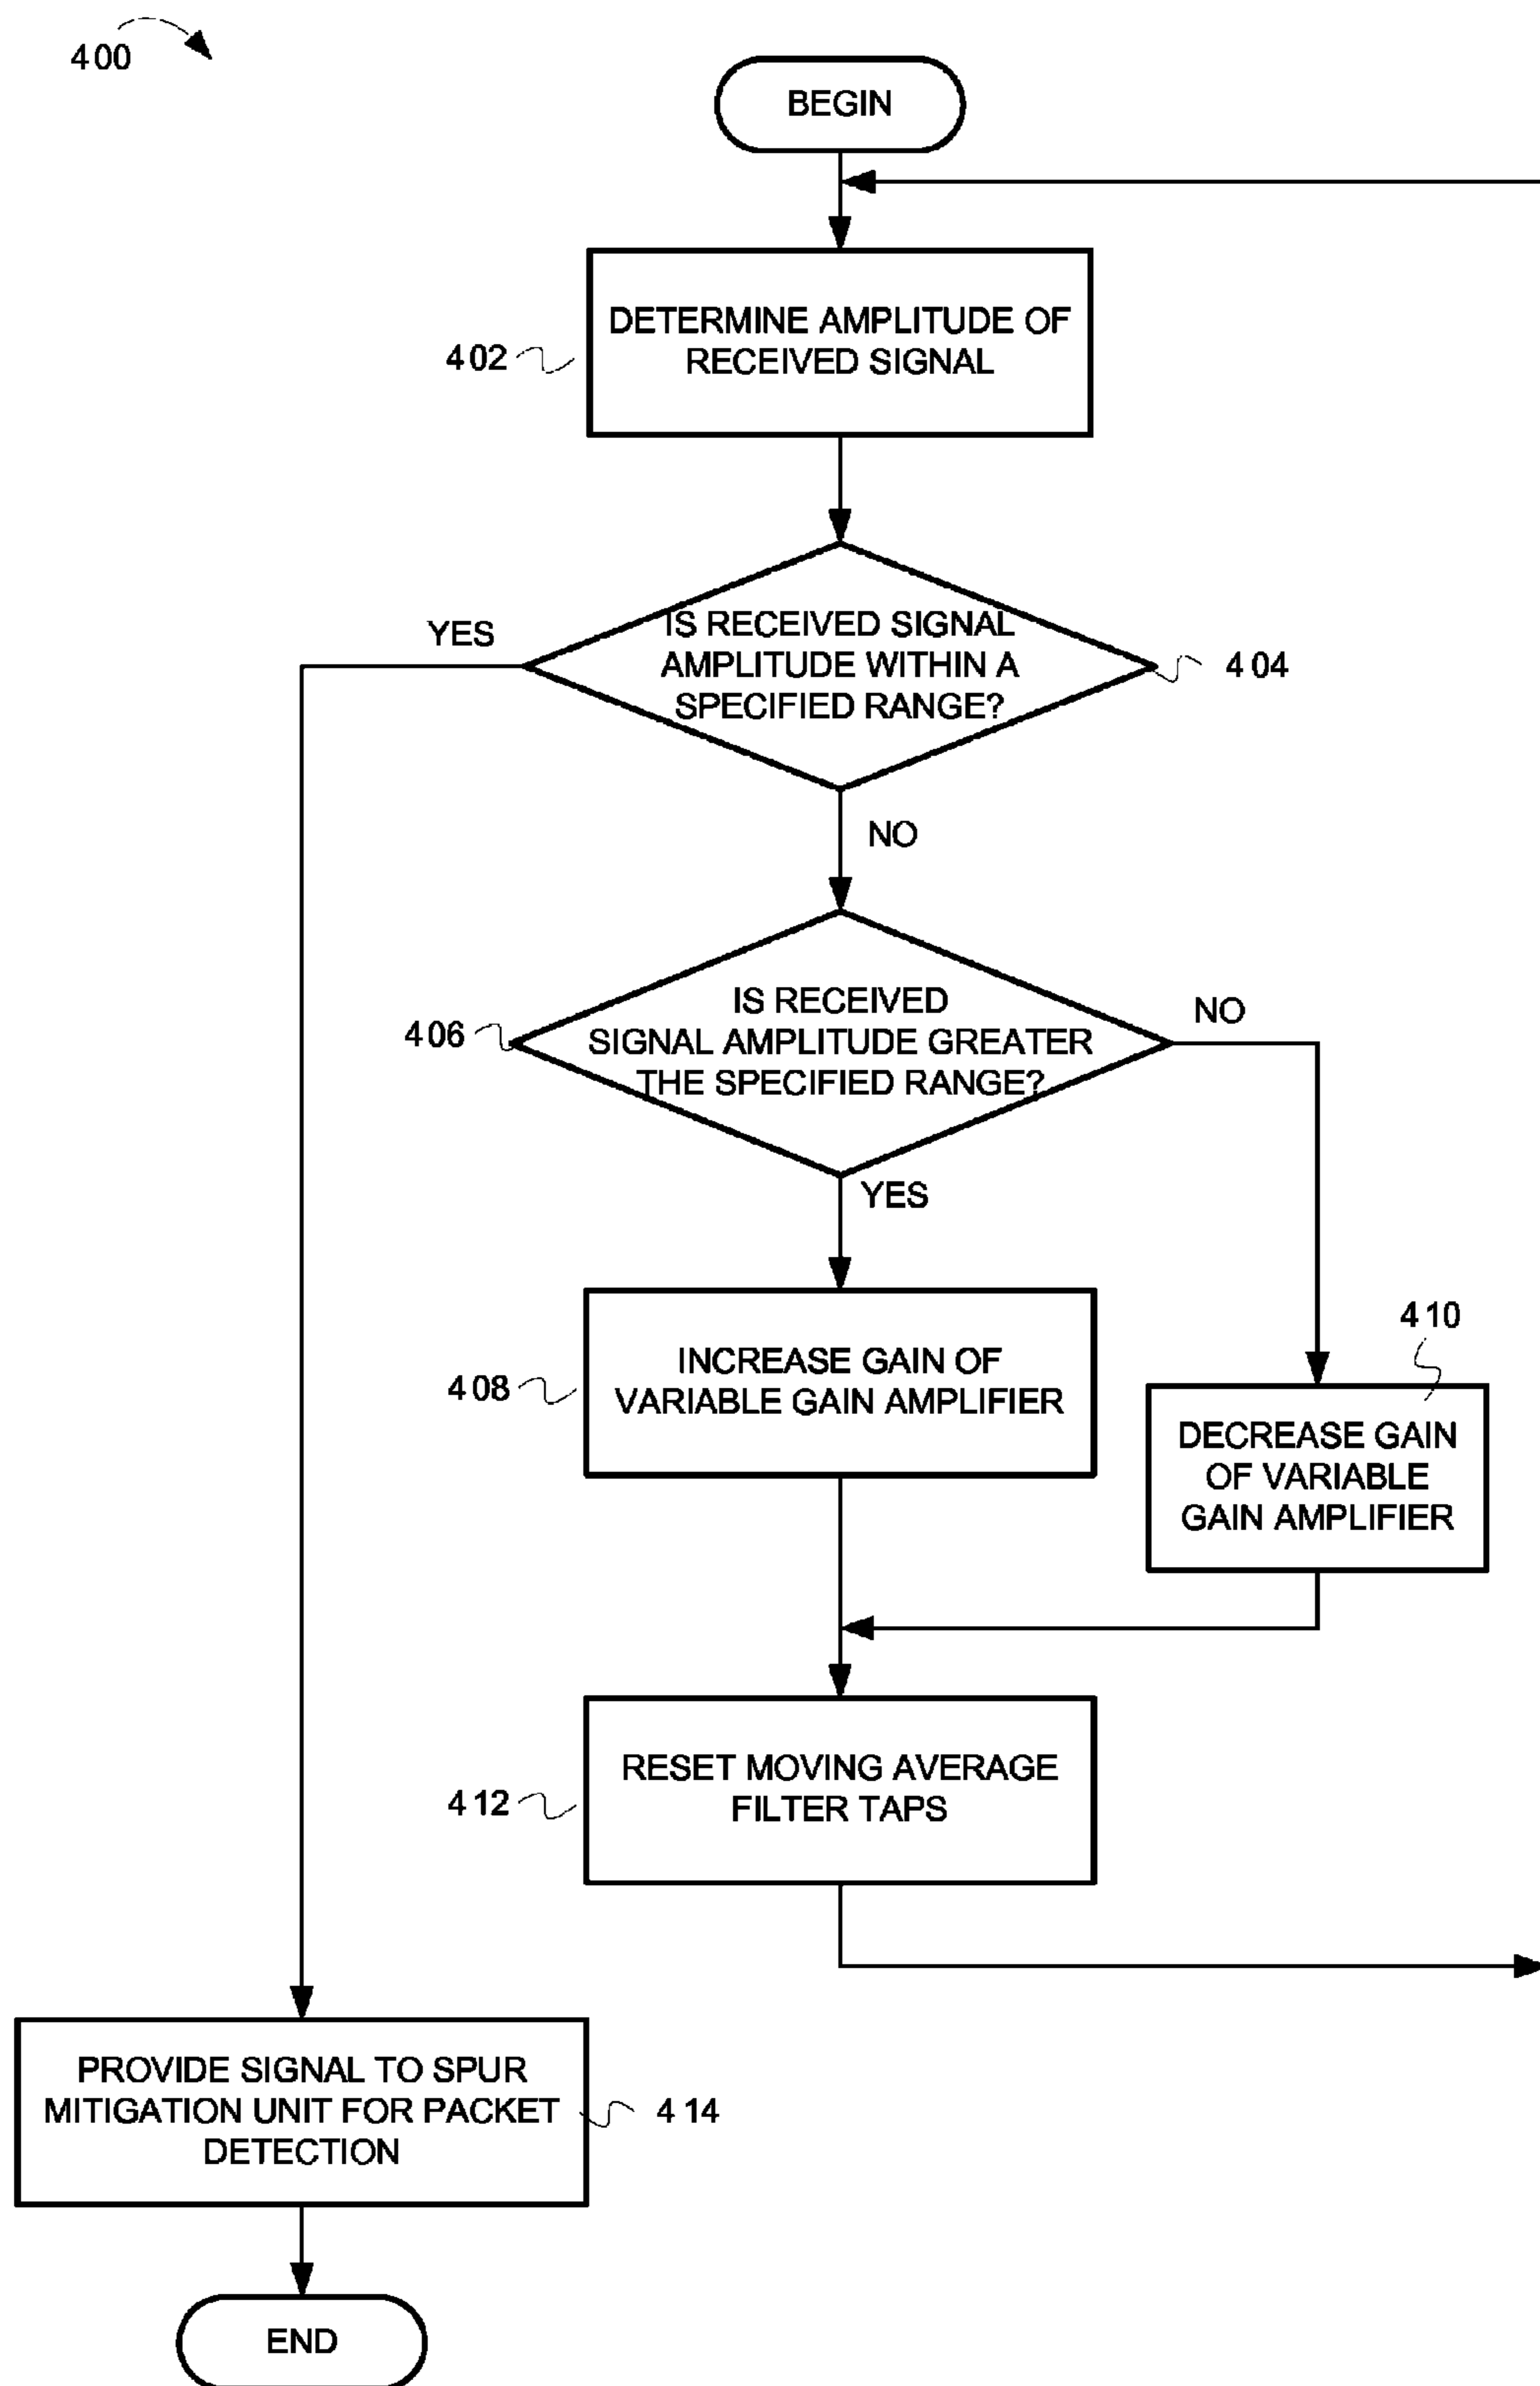 400
BEGIN
DETERMINE AMPLITUDE OF
RECEIVED SIGNAL
402
YES
IS RECEIVED SIGNAL
AMPLITUDE WITHIN A
SPECIFIED RANGE?
404
NO
IS RECEIVED
SIGNAL AMPLITUDE GREATER
THE SPECIFIED RANGE?
406
NO
YES
INCREASE GAIN OF
VARIABLE GAIN AMPLIFIER
408
410
DECREASE GAIN
OF VARIABLE
GAIN AMPLIFIER
RESET MOVING AVERAGE
FILTER TAPS
412
PROVIDE SIGNAL TO SPUR
MITIGATION UNIT FOR PACKET
DETECTION
414
END